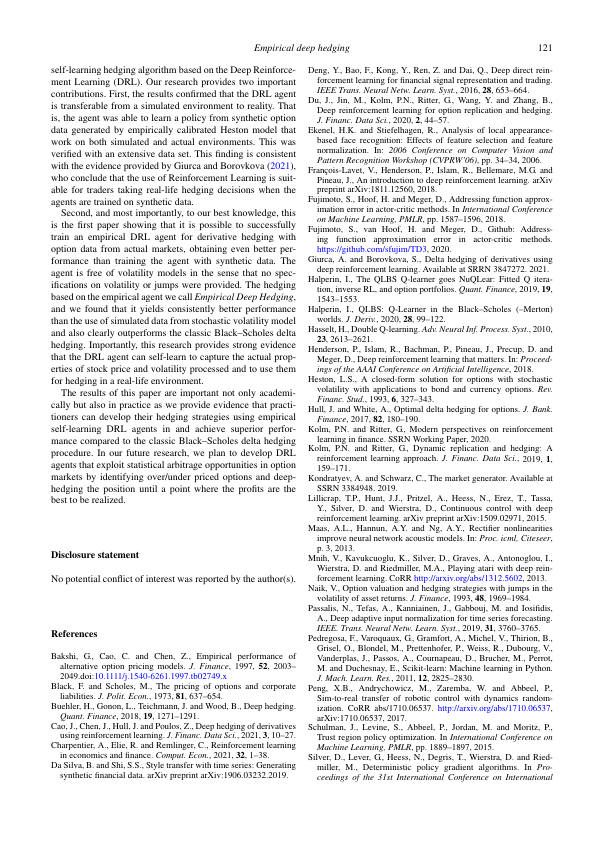 Empirical deep hedging
121
self-learning hedging algorithm based on the Deep Reinforce-
ment Learning (DRL). Our research provides two important
contributions. First, the results confirmed that the DRL agent
is transferable from a simulated environment to reality. That
is, the agent was able to learn a policy from synthetic option
data generated by empirically calibrated Heston model that
work on both simulated and actual environments. This was
verified with an extensive data set. This finding is consistent
with the evidence provided by Giurca and Borovkova (2021),
who conclude that the use of Reinforcement Learning is suit-
able for traders taking real-life hedging decisions when the
agents are trained on synthetic data.
Second, and most importantly, to our best knowledge, this
is the first paper showing that it is possible to successfully
train an empirical DRL agent for derivative hedging with
option data from actual markets, obtaining even better per-
formance than training the agent with synthetic data. The
agent is free of volatility models in the sense that no spec-
ifications on volatility or jumps were provided. The hedging
based on the empirical agent we call Empirical Deep Hedging,
and we found that it yields consistently better performance
than the use of simulated data from stochastic volatility model
and also clearly outperforms the classic Black–Scholes delta
hedging. Importantly, this research provides strong evidence
that the DRL agent can self-learn to capture the actual prop-
erties of stock price and volatility processed and to use them
for hedging in a real-life environment.
The results of this paper are important not only academi-
cally but also in practice as we provide evidence that practi-
tioners can develop their hedging strategies using empirical
self-learning DRL agents in and achieve superior perfor-
mance compared to the classic Black–Scholes delta hedging
procedure. In our future research, we plan to develop DRL
agents that exploit statistical arbitrage opportunities in option
markets by identifying over/under priced options and deep-
hedging the position until a point where the profits are the
best to be realized.
Disclosure statement
No potential conflict of interest was reported by the author(s).
References
Bakshi, G., Cao, C. and Chen, Z., Empirical performance of
alternative option pricing models. J. Finance, 1997, 52, 2003–
2049.doi:10.1111/j.1540-6261.1997.tb02749.x
Black, F. and Scholes, M., The pricing of options and corporate
liabilities. J. Polit. Econ., 1973, 81, 637–654.
Buehler, H., Gonon, L., Teichmann, J. and Wood, B., Deep hedging.
Quant. Finance, 2018, 19, 1271–1291.
Cao, J., Chen, J., Hull, J. and Poulos, Z., Deep hedging of derivatives
using reinforcement learning. J. Financ. Data Sci., 2021, 3, 10–27.
Charpentier, A., Elie, R. and Remlinger, C., Reinforcement learning
in economics and finance. Comput. Econ., 2021, 32, 1–38.
Da Silva, B. and Shi, S.S., Style transfer with time series: Generating
synthetic financial data. arXiv preprint arXiv:1906.03232.2019.
Deng, Y., Bao, F., Kong, Y., Ren, Z. and Dai, Q., Deep direct rein-
forcement learning for financial signal representation and trading.
IEEE Trans. Neural Netw. Learn. Syst., 2016, 28, 653–664.
Du, J., Jin, M., Kolm, P.N., Ritter, G., Wang, Y. and Zhang, B.,
Deep reinforcement learning for option replication and hedging.
J. Financ. Data Sci., 2020, 2, 44–57.
Ekenel, H.K. and Stiefelhagen, R., Analysis of local appearance-
based face recognition: Effects of feature selection and feature
normalization. In: 2006 Conference on Computer Vision and
Pattern Recognition Workshop (CVPRW'06), pp. 34–34, 2006.
François-Lavet, V., Henderson, P., Islam, R., Bellemare, M.G. and
Pineau, J., An introduction to deep reinforcement learning. arXiv
preprint arXiv:1811.12560, 2018.
Fujimoto, S., Hoof, H. and Meger, D., Addressing function approx-
imation error in actor-critic methods. In International Conference
on Machine Learning, PMLR, pp. 1587–1596, 2018.
Fujimoto, S., van Hoof, H. and Meger, D., Github: Address-
ing function approximation error in actor-critic methods.
https://github.com/sfujim/TD3, 2020.
Giurca, A. and Borovkova, S., Delta hedging of derivatives using
deep reinforcement learning. Available at SRRN 3847272. 2021.
Halperin, I., The QLBS Q-learner goes NuQLear: Fitted Q itera-
tion, inverse RL, and option portfolios. Quant. Finance, 2019, 19,
1543–1553.
Halperin, I., QLBS: Q-Learner in the Black–Scholes (–Merton)
worlds. J. Deriv., 2020, 28, 99–122.
Hasselt, H., Double Q-learning. Adv. Neural Inf. Process. Syst., 2010,
23, 2613–2621.
Henderson, P., Islam, R., Bachman, P., Pineau, J., Precup, D. and
Meger, D., Deep reinforcement learning that matters. In: Proceed-
ings of the AAAI Conference on Artificial Intelligence, 2018.
Heston, L.S., A closed-form solution for options with stochastic
volatility with applications to bond and currency options. Rev.
Financ. Stud., 1993, 6, 327–343.
Hull, J. and White, A., Optimal delta hedging for options. J. Bank.
Finance, 2017, 82, 180–190.
Kolm, P.N. and Ritter, G., Modern perspectives on reinforcement
learning in finance. SSRN Working Paper, 2020.
Kolm, P.N. and Ritter, G., Dynamic replication and hedging: A
reinforcement learning approach. J. Financ. Data Sci., 2019, 1,
159–171.
Kondratyev, A. and Schwarz, C., The market generator. Available at
SSRN 3384948. 2019.
Lillicrap, T.P., Hunt, J.J., Pritzel, A., Heess, N., Erez, T., Tassa,
Y., Silver, D. and Wierstra, D., Continuous control with deep
reinforcement learning. arXiv preprint arXiv:1509.02971, 2015.
Maas, A.L., Hannun, A.Y. and Ng, A.Y., Rectifier nonlinearities
improve neural network acoustic models. In: Proc. icml, Citeseer,
p. 3, 2013.
Mnih, V., Kavukcuoglu, K., Silver, D., Graves, A., Antonoglou, I.,
Wierstra, D. and Riedmiller, M.A., Playing atari with deep rein-
forcement learning. CoRR http://arxiv.org/abs/1312.5602, 2013.
Naik, V., Option valuation and hedging strategies with jumps in the
volatility of asset returns. J. Finance, 1993, 48, 1969–1984.
Passalis, N., Tefas, A., Kanniainen, J., Gabbouj, M. and Iosifidis,
A., Deep adaptive input normalization for time series forecasting.
IEEE. Trans. Neural Netw. Learn. Syst., 2019, 31, 3760–3765.
Pedregosa, F., Varoquaux, G., Gramfort, A., Michel, V., Thirion, B.,
Grisel, O., Blondel, M., Prettenhofer, P., Weiss, R., Dubourg, V.,
Vanderplas, J., Passos, A., Cournapeau, D., Brucher, M., Perrot,
M. and Duchesnay, E., Scikit-learn: Machine learning in Python.
J. Mach. Learn. Res., 2011, 12, 2825–2830.
Peng, X.B., Andrychowicz, M., Zaremba, W. and Abbeel, P.,
Sim-to-real transfer of robotic control with dynamics random-
ization. CoRR abs/1710.06537. http://arxiv.org/abs/1710.06537,
arXiv:1710.06537, 2017.
Schulman, J., Levine, S., Abbeel, P., Jordan, M. and Moritz, P.,
Trust region policy optimization. In International Conference on
Machine Learning, PMLR, pp. 1889–1897, 2015.
Silver, D., Lever, G., Heess, N., Degris, T., Wierstra, D. and Ried-
miller, M., Deterministic policy gradient algorithms. In Pro-
ceedings of the 31st International Conference on International